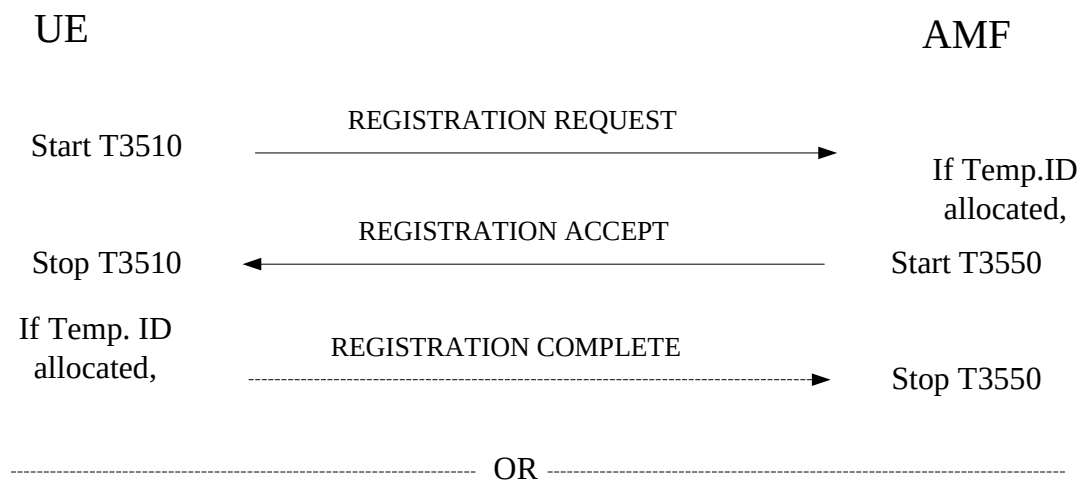 UE
AMF
REGISTRATION REQUEST
Start T3510
If Temp.ID
allocated,
REGISTRATION ACCEPT
Stop T3510
Start T3550
If Temp. ID
allocated,
REGISTRATION COMPLETE
Stop T3550
OR